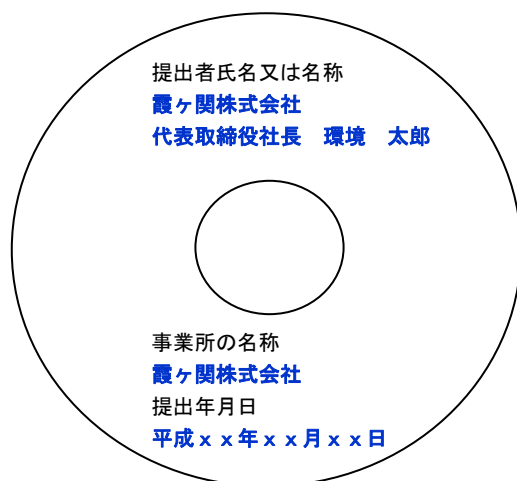 提出者氏名又は名称
霞ヶ関株式会社
代表取締役社長　環境　太郎
事業所の名称
霞ヶ関株式会社
提出年月日
平成ｘｘ年ｘｘ月ｘｘ日